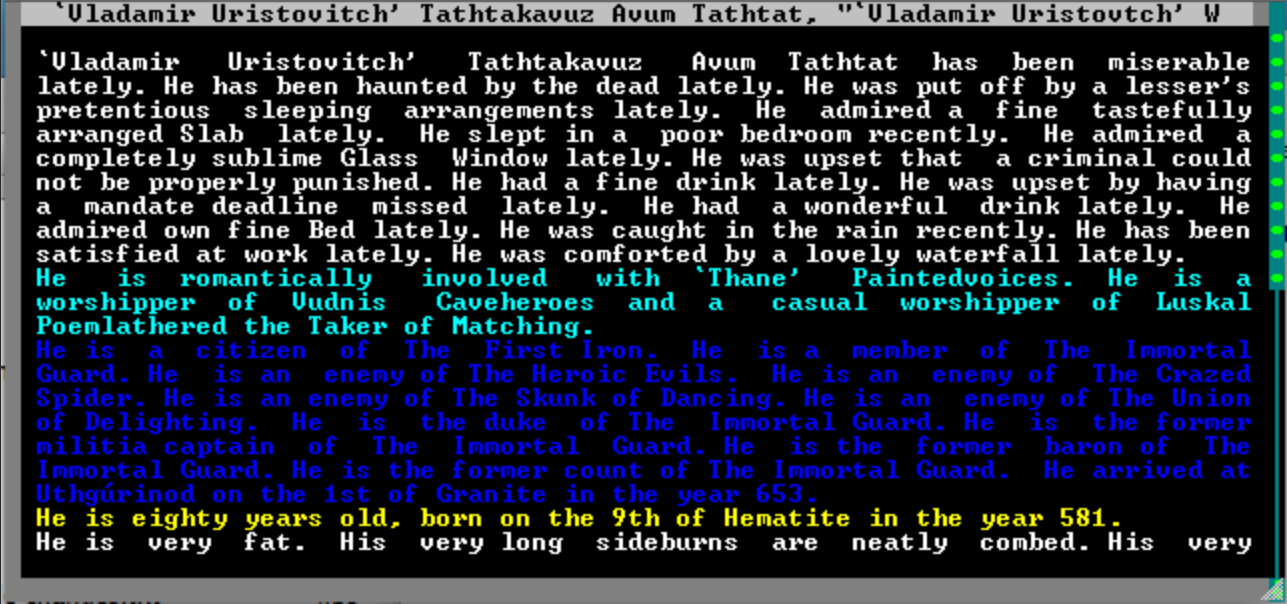 `Vladamir Uristovitch' Tathtakavuz Avum Tathtat, "`Vladamir Uristovtch' W
`Vladamir Uristovitch' Tathtakavuz Avum Tathtat has been miserable
lately. He has been haunted by the dead lately. He was put off by a lesser's
pretentious sleeping arrangements lately. He admired a fine tastefully
arranged Slab lately. He slept in a poor bedroom recently. He admired a
completely sublime Glass Window lately. He was upset that a criminal could
not be properly punished. He had a fine drink lately. He was upset by having
a mandate deadline missed lately. He had a wonderful drink lately. He
admired own fine Bed lately. He was caught in the rain recently. He has been
satisfied at work lately. He was comforted by a lovely waterfall lately.
He is romantically involved with `Thane' Paintedvoices. He is a
worshipper of Vudnis Caveheroes and a casual worshipper of Luskal
Poemlathered the Taker of Matching.
He is a citizen of The First Iron. He is a member of The Immortal
Guard. He is an enemy of The Heroic Evils. He is an enemy of The Crazed
Spider. He is an enemy of The Skunk of Dancing. He is an enemy of The Union
of Delighting. He is the duke of The Immortal Guard. He is the former
militia captain of The Immortal Guard. He is the former baron of The
Immortal Guard. He is the former count of The Immortal Guard. He arrived at
Uthgúrinod on the 1st of Granite in the year 653.
He is eighty years old, born on the 9th of Hematite in the year 581.
He is very fat. His very long sideburns are neatly combed. His very